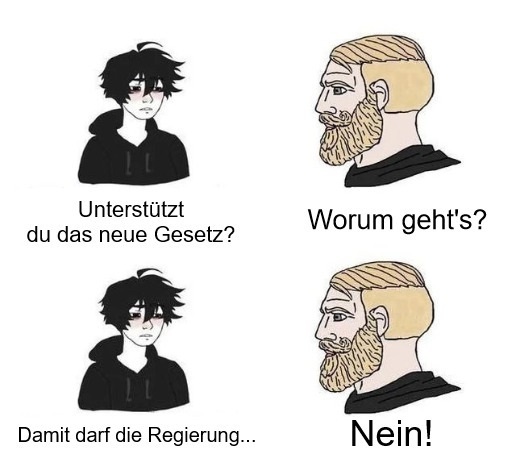 Unterstützt
du das neue Gesetz?
Worum geht's?
Damit darf die Regierung...
Nein!